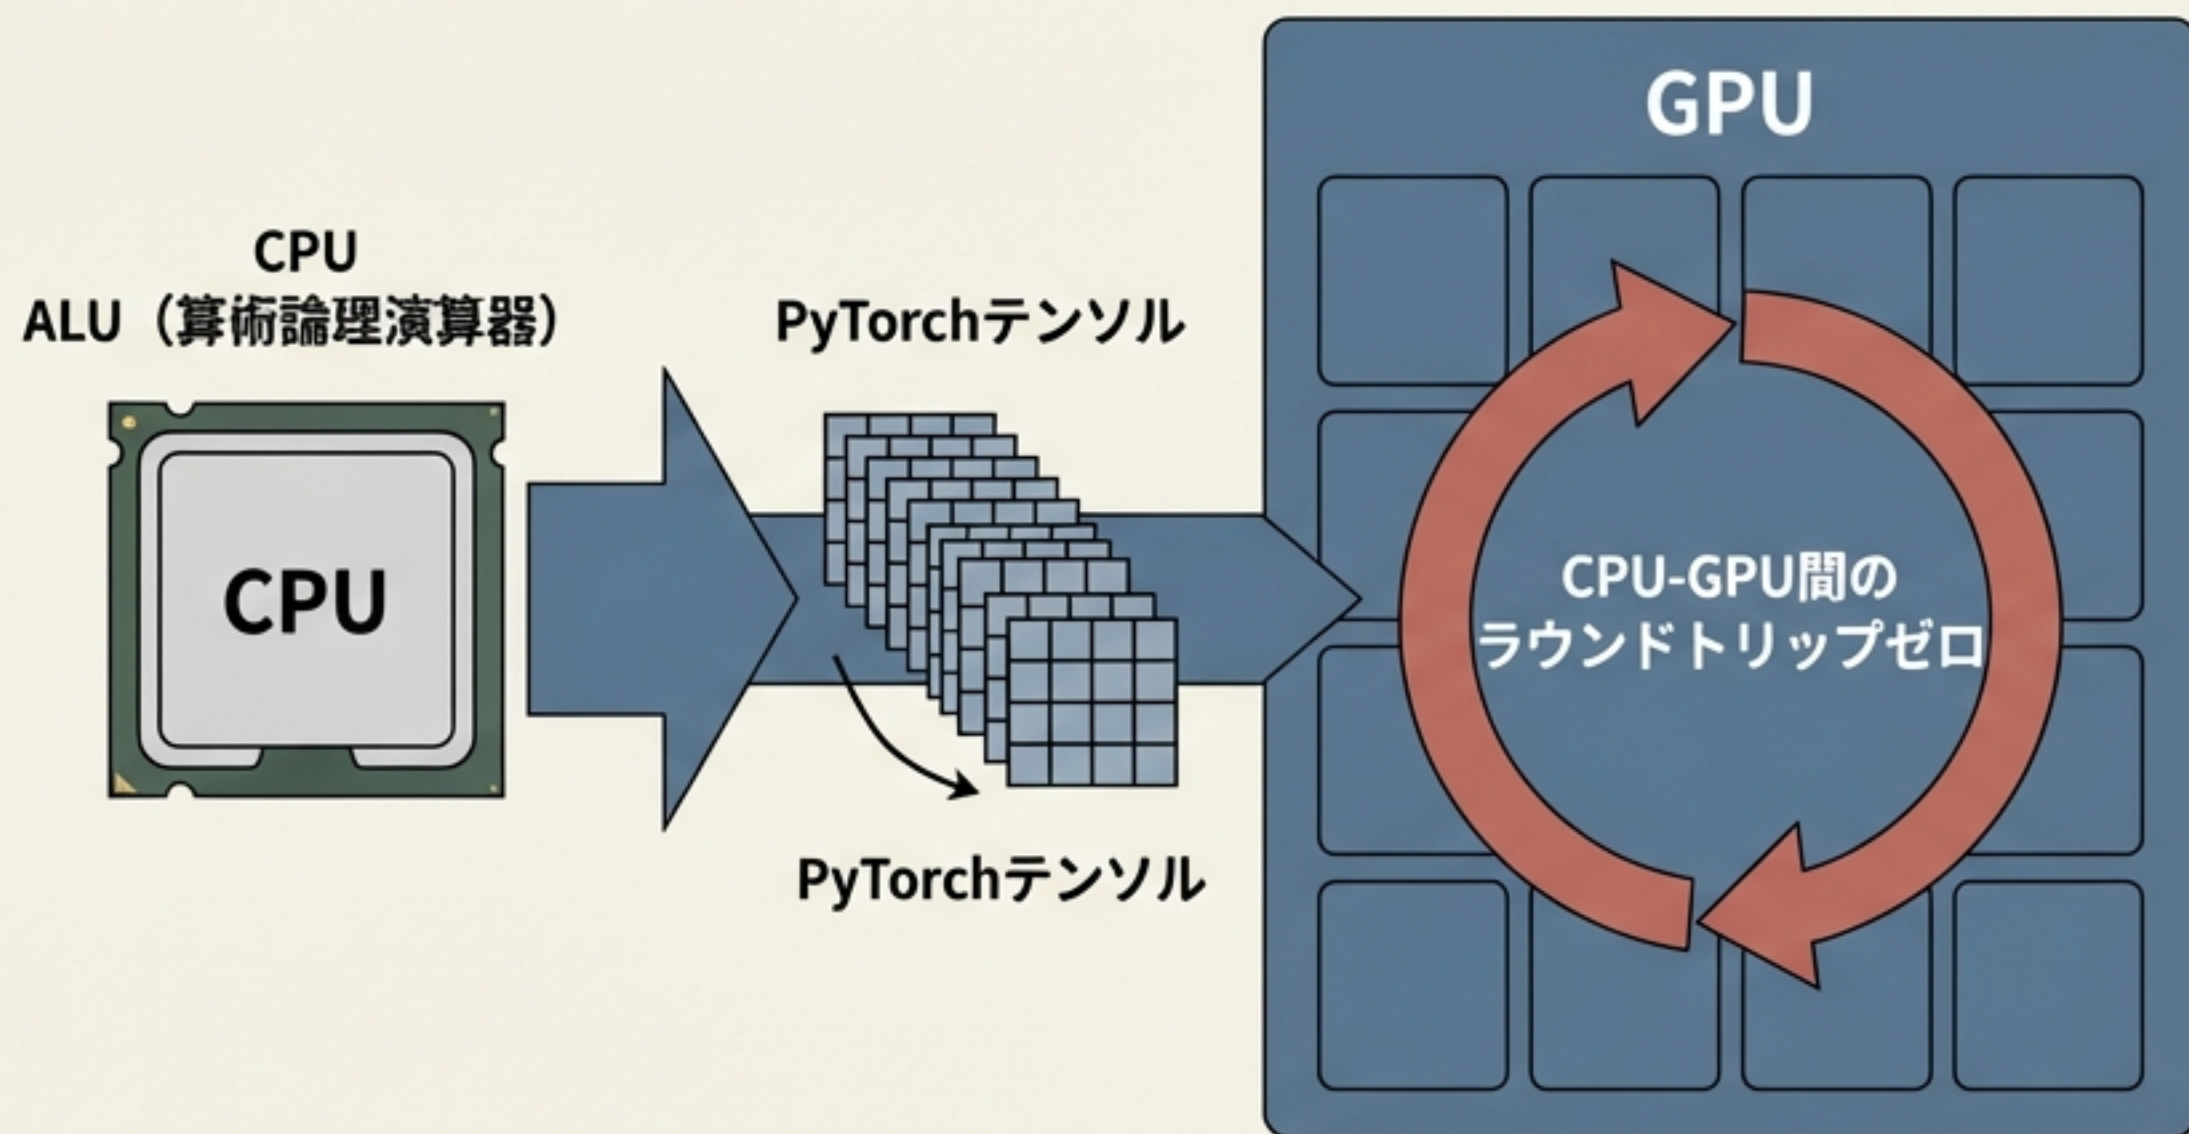 CPU
ALU（算術論理演算器）
CPU
PyTorchテンソル
PyTorchテンソル
GPU
CPU-GPU間の
ラウンドトリップゼロ